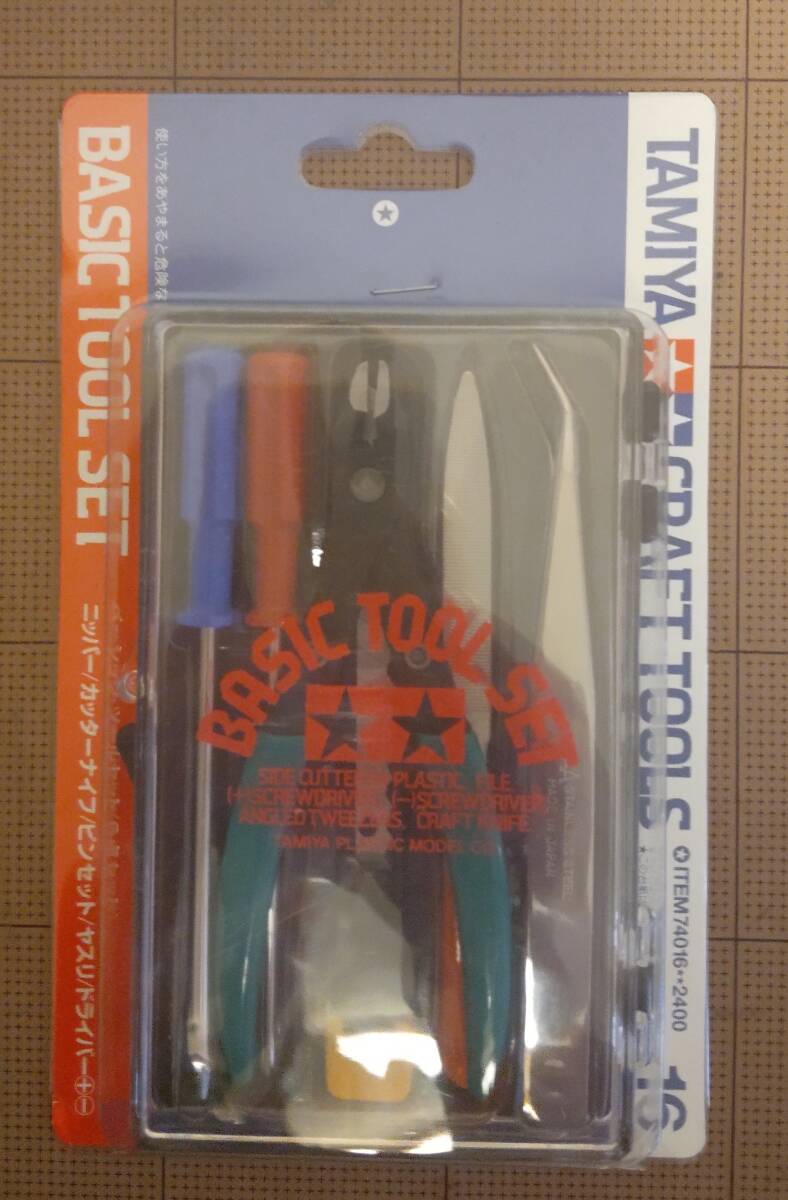 TAMIYA CRAFT TOOLS
ITEM74016**2400
16
BASIC TOOL SET
ニッパー/カッターナイフ/ピンセット/ヤスリ/ドライバー⊕⊖
使い方をあやまると危険な
BASIC TOOL SET
SIDE CUTTERS, PLASTIC FILE
(+)SCREWDRIVER, (−)SCREWDRIVER,
ANGLED TWEEZERS, CRAFT KNIFE
TAMIYA PLASTIC MODEL CO.
MADE IN JAPAN